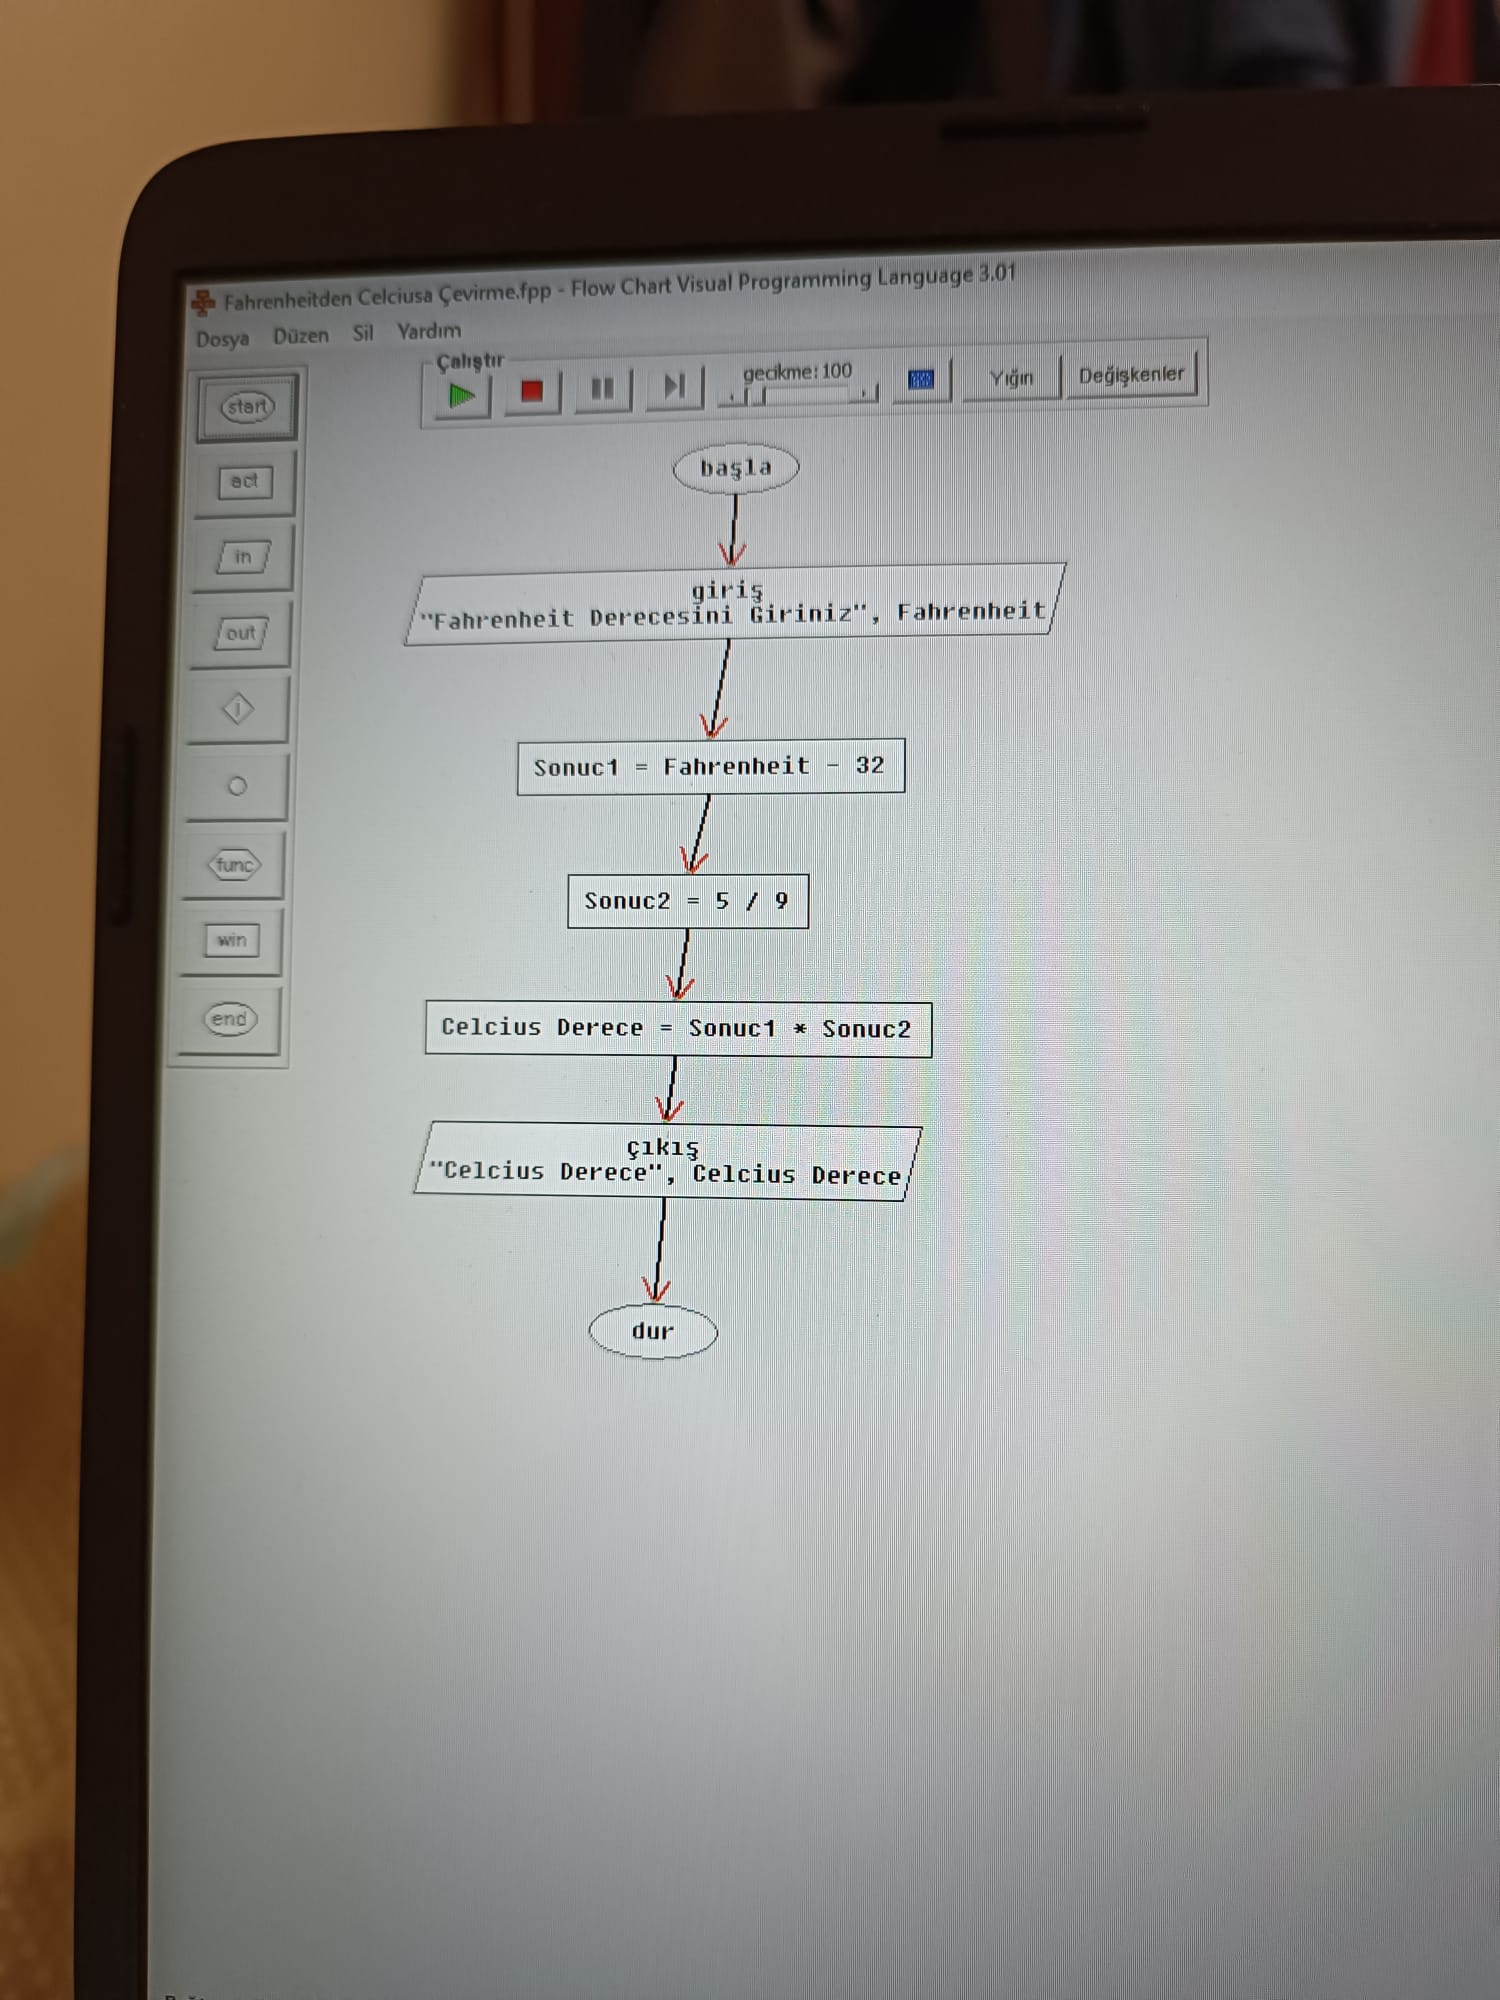 Fahrenheitden Celciusa Çevirme.fpp - Flow Chart Visual Programming Language 3.01
Dosya Düzen Sil Yardım
Çalıştır
gecikme:100
Yığın
Değişkenler
start
act
in
out
i
func
win
end
başla
giriş
"Fahrenheit Derecesini Giriniz", Fahrenheit
Sonuc1 = Fahrenheit - 32
Sonuc2 = 5 / 9
Celcius Derece = Sonuc1 * Sonuc2
çıkış
"Celcius Derece", Celcius Derece
dur